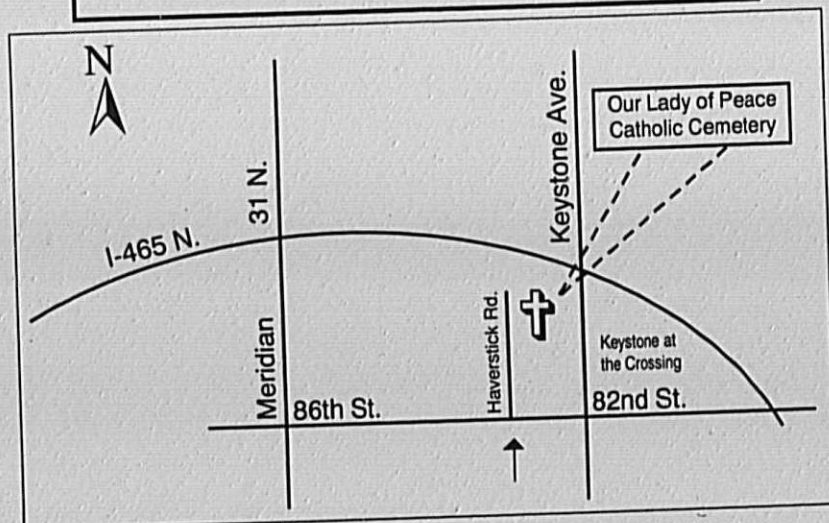 N
31 N.
Keystone Ave.
Our Lady of Peace
Catholic Cemetery
I-465 N.
Meridian
Haverstick Rd.
Keystone at
the Crossing
86th St.
82nd St.